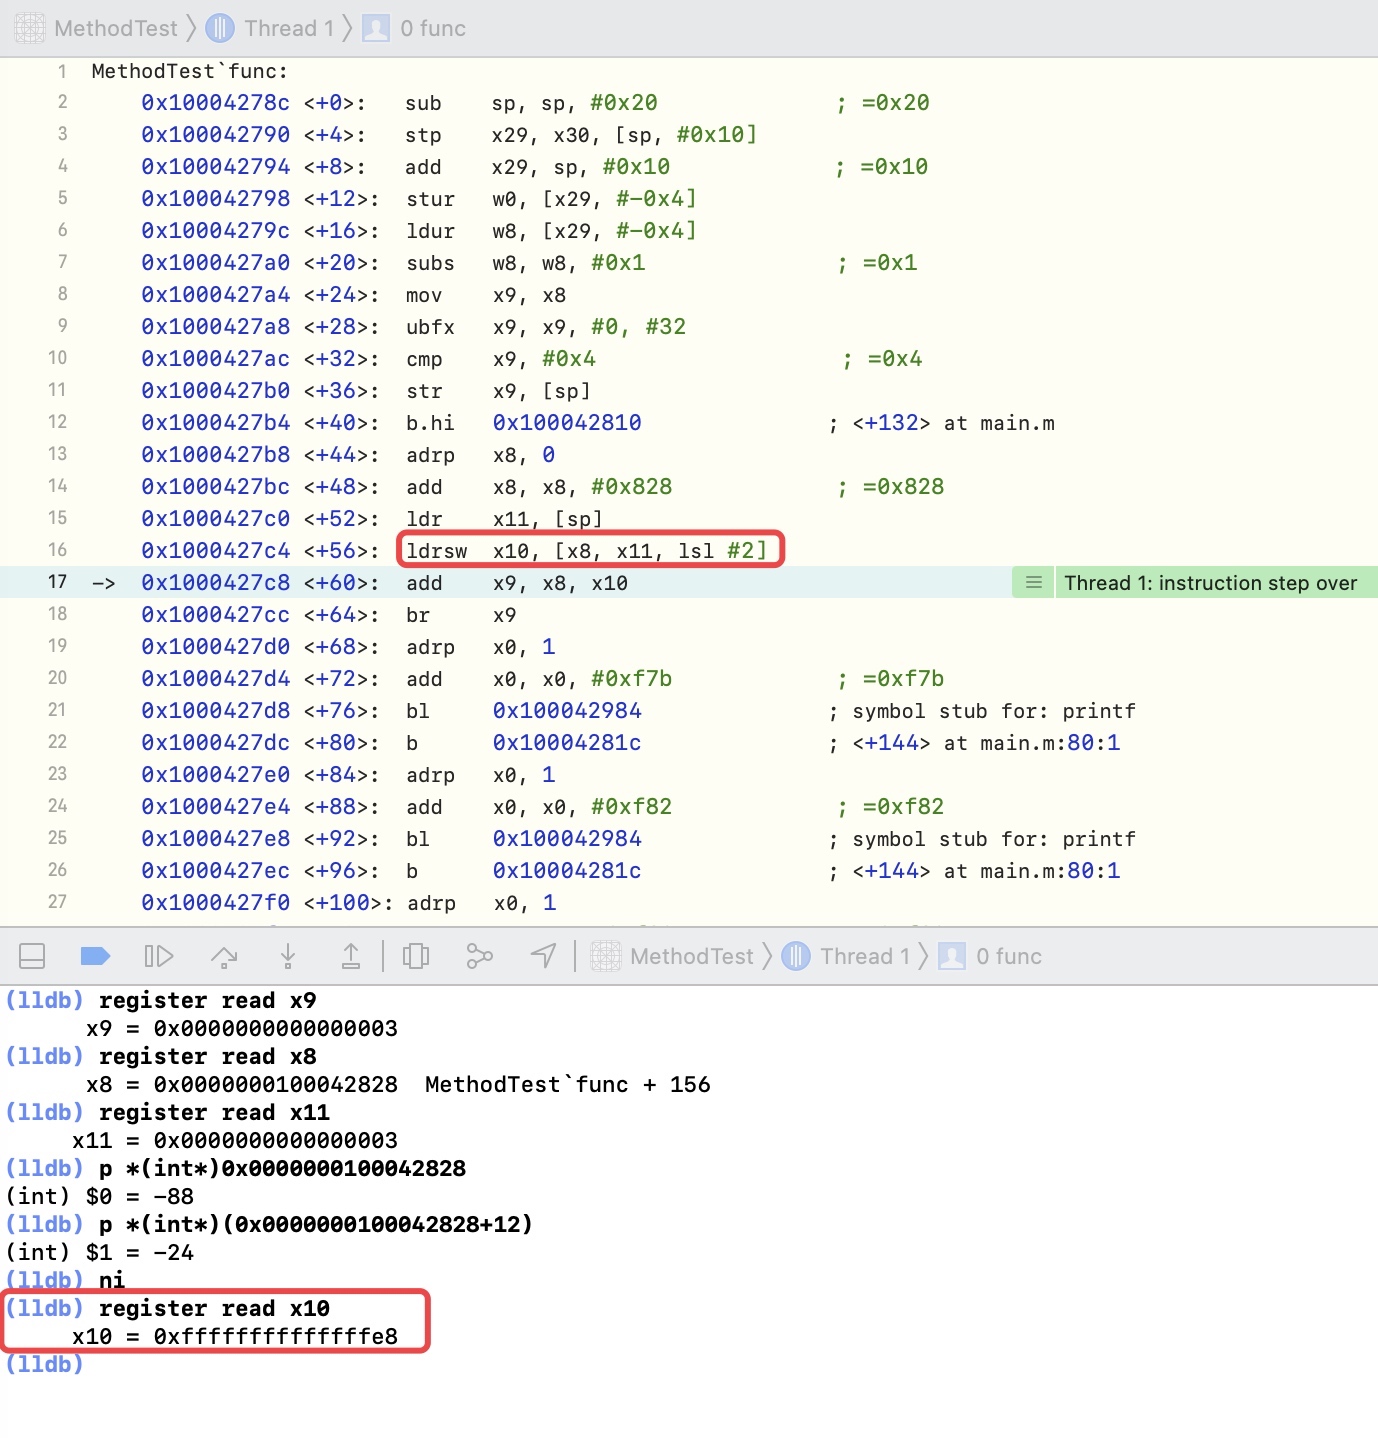 MethodTest 〉 Thread 1 〉 0 func
1 MethodTest`func:
2 0x10004278c <+0>: sub sp, sp, #0x20 ; =0x20
3 0x100042790 <+4>: stp x29, x30, [sp, #0x10]
4 0x100042794 <+8>: add x29, sp, #0x10 ; =0x10
5 0x100042798 <+12>: stur w0, [x29, #-0x4]
6 0x10004279c <+16>: ldur w8, [x29, #-0x4]
7 0x1000427a0 <+20>: subs w8, w8, #0x1 ; =0x1
8 0x1000427a4 <+24>: mov x9, x8
9 0x1000427a8 <+28>: ubfx x9, x9, #0, #32
10 0x1000427ac <+32>: cmp x9, #0x4 ; =0x4
11 0x1000427b0 <+36>: str x9, [sp]
12 0x1000427b4 <+40>: b.hi 0x100042810 ; <+132> at main.m
13 0x1000427b8 <+44>: adrp x8, 0
14 0x1000427bc <+48>: add x8, x8, #0x828 ; =0x828
15 0x1000427c0 <+52>: ldr x11, [sp]
16 0x1000427c4 <+56>: ldrsw x10, [x8, x11, lsl #2]
17 -> 0x1000427c8 <+60>: add x9, x8, x10 Thread 1: instruction step over
18 0x1000427cc <+64>: br x9
19 0x1000427d0 <+68>: adrp x0, 1
20 0x1000427d4 <+72>: add x0, x0, #0xf7b ; =0xf7b
21 0x1000427d8 <+76>: bl 0x100042984 ; symbol stub for: printf
22 0x1000427dc <+80>: b 0x10004281c ; <+144> at main.m:80:1
23 0x1000427e0 <+84>: adrp x0, 1
24 0x1000427e4 <+88>: add x0, x0, #0xf82 ; =0xf82
25 0x1000427e8 <+92>: bl 0x100042984 ; symbol stub for: printf
26 0x1000427ec <+96>: b 0x10004281c ; <+144> at main.m:80:1
27 0x1000427f0 <+100>: adrp x0, 1
MethodTest 〉 Thread 1 〉 0 func
(lldb) register read x9
x9 = 0x0000000000000003
(lldb) register read x8
x8 = 0x0000000100042828 MethodTest`func + 156
(lldb) register read x11
x11 = 0x0000000000000003
(lldb) p *(int*)0x0000000100042828
(int) $0 = -88
(lldb) p *(int*)(0x0000000100042828+12)
(int) $1 = -24
(lldb) ni
(lldb) register read x10
x10 = 0xffffffffffffffe8
(lldb)